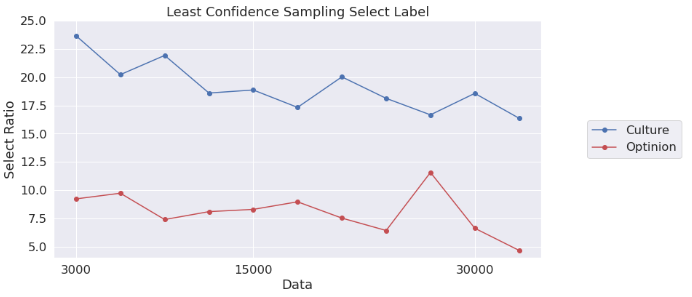 Least Confidence Sampling Select Label
25.0
22.5
20.0
17.5
15.0
12.5
10.0
7.5
5.0
Select Ratio
3000 15000 30000
Data
Culture
Optinion